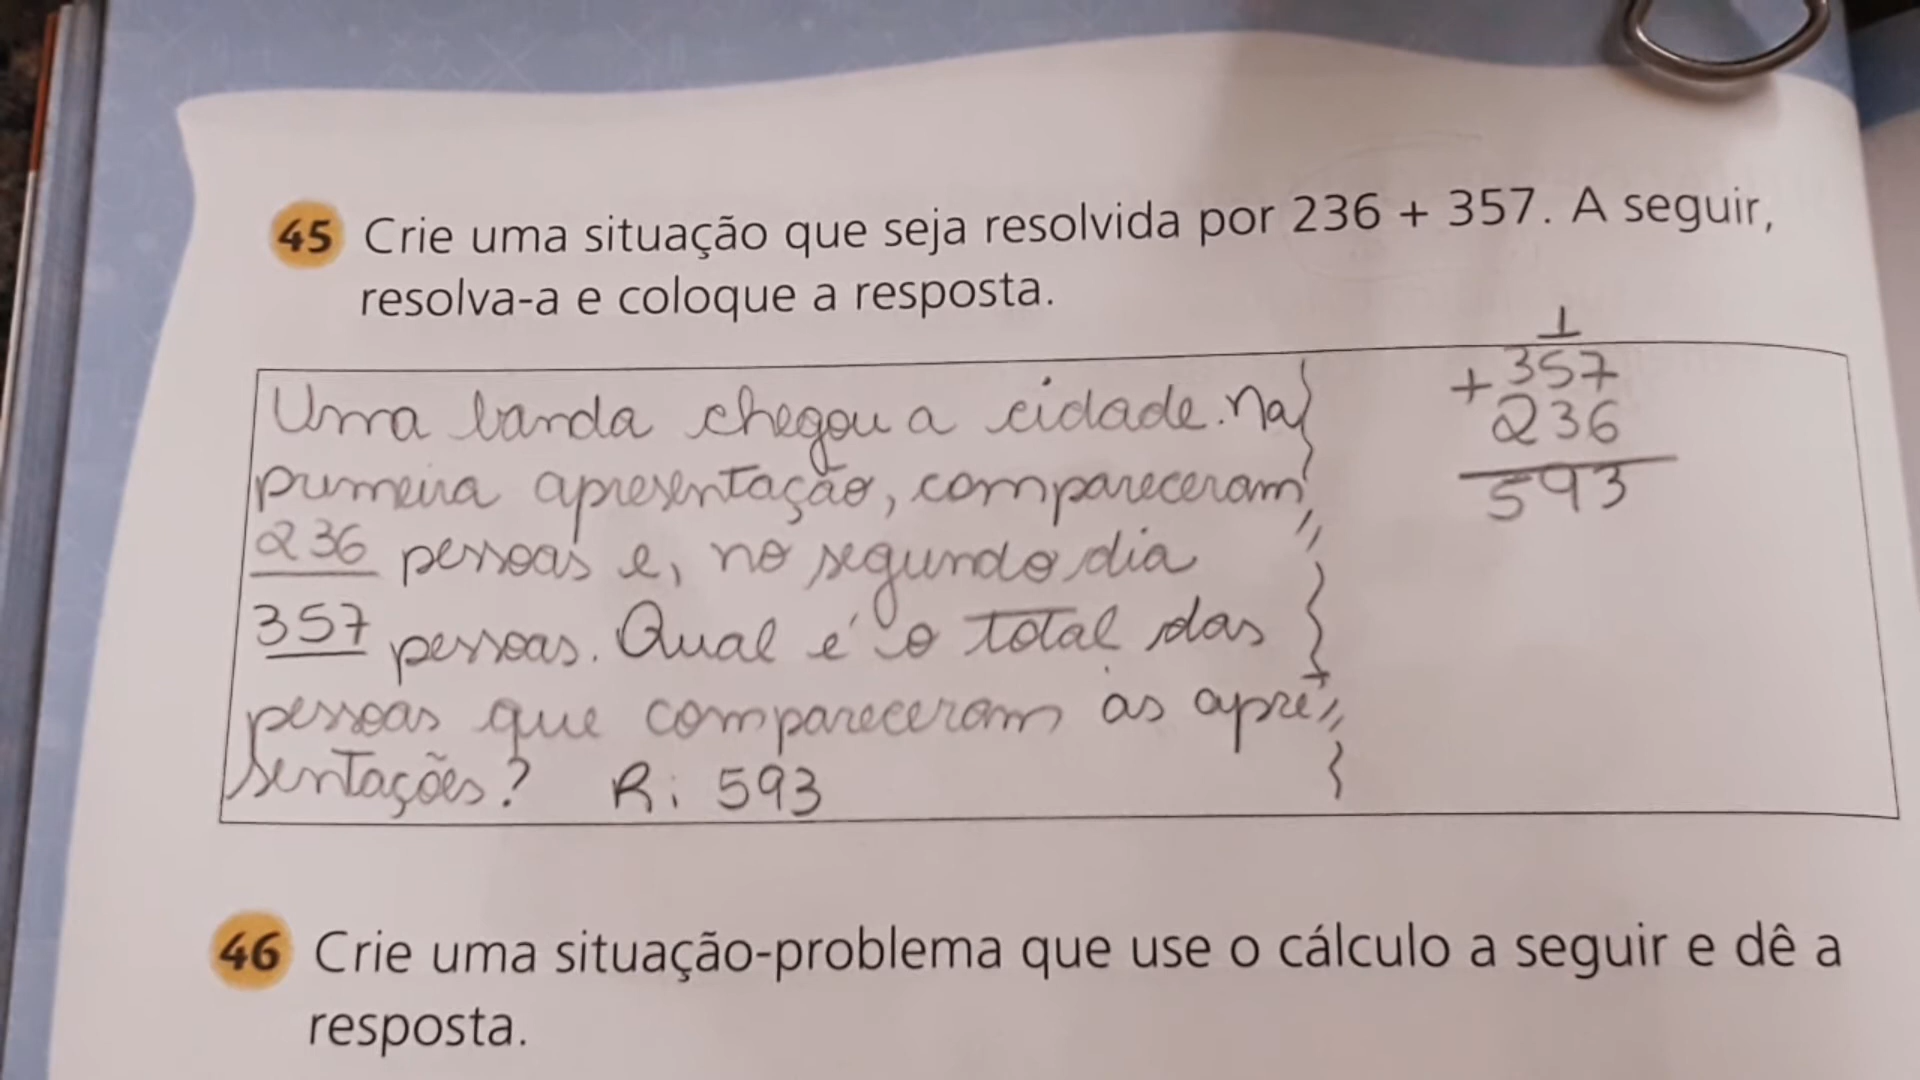 45 Crie uma situação que seja resolvida por 236 + 357. A seguir,
resolva-a e coloque a resposta.
Uma banda chegou a cidade. Na
primeira apresentação, compareceram
236 pessoas e, no segundo dia
357 pessoas. Qual é o total das
pessoas que compareceram às apre
sentações? R: 593
1
+357
236
593
46 Crie uma situação-problema que use o cálculo a seguir e dê a
resposta.